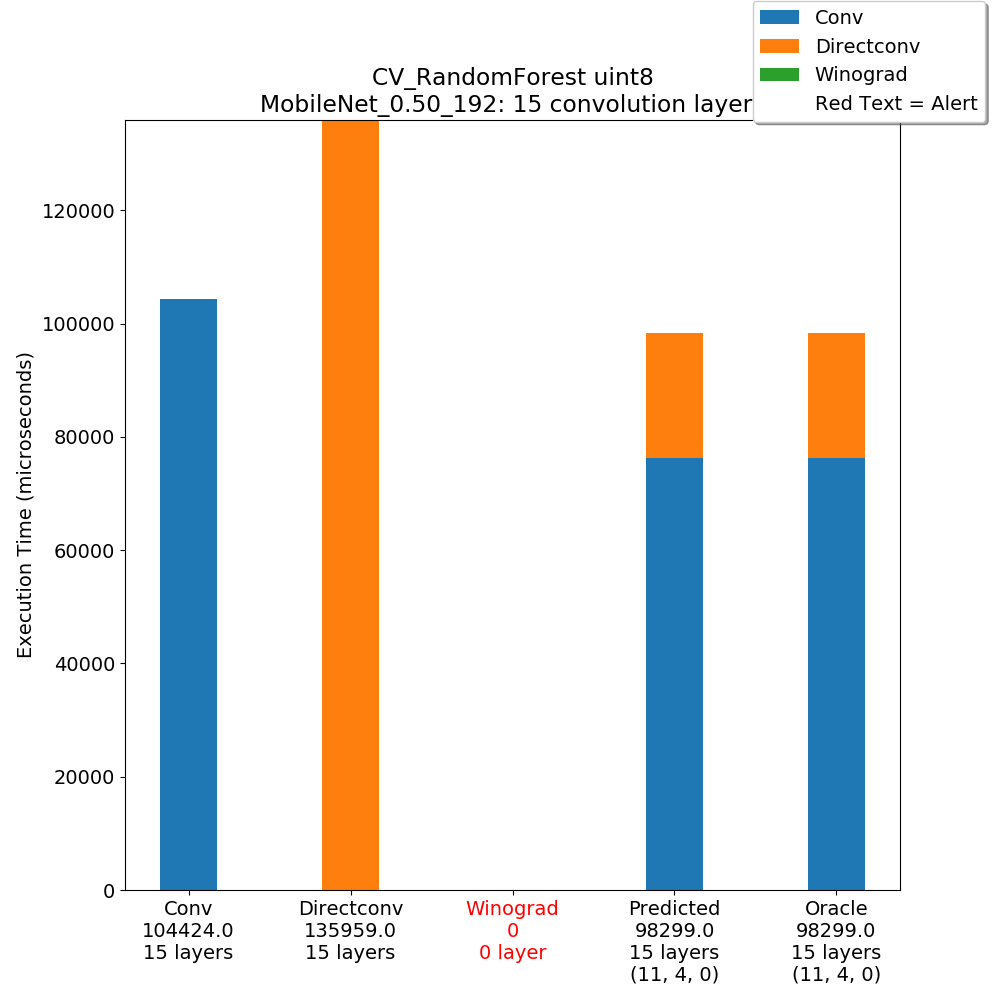 Conv
Directconv
Winograd
Red Text = Alert
CV_RandomForest uint8
MobileNet_0.50_192: 15 convolution layer
120000
100000
80000
60000
40000
20000
0
Execution Time (microseconds)
Conv
104424.0
15 layers
Directconv
135959.0
15 layers
Winograd
0
0 layer
Predicted
98299.0
15 layers
(11, 4, 0)
Oracle
98299.0
15 layers
(11, 4, 0)